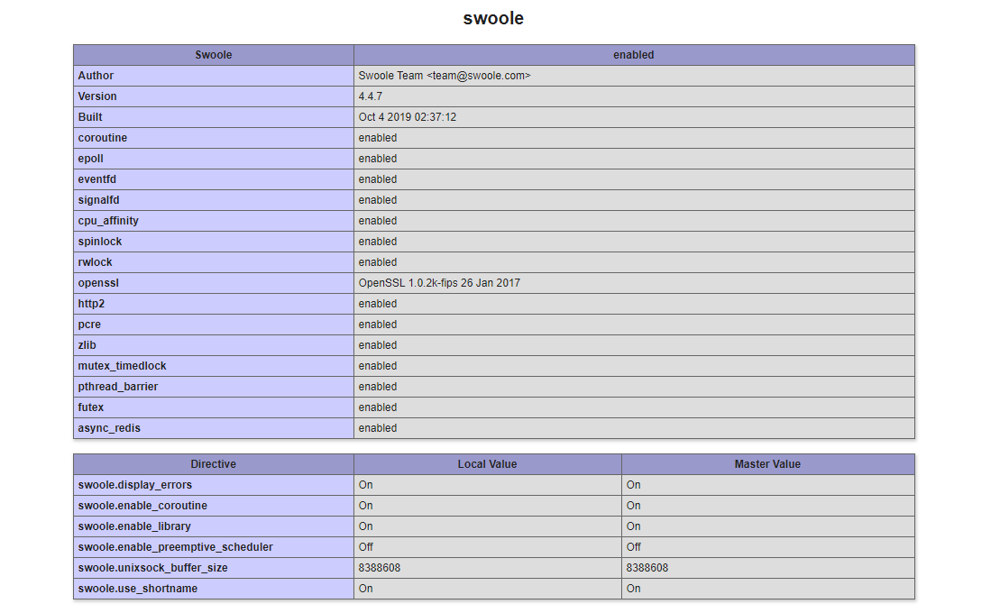 swoole
Swoole enabled
Author Swoole Team <team@swoole.com>
Version 4.4.7
Built Oct 4 2019 02:37:12
coroutine enabled
epoll enabled
eventfd enabled
signalfd enabled
cpu_affinity enabled
spinlock enabled
rwlock enabled
openssl OpenSSL 1.0.2k-fips 26 Jan 2017
http2 enabled
pcre enabled
zlib enabled
mutex_timedlock enabled
pthread_barrier enabled
futex enabled
async_redis enabled
Directive Local Value Master Value
swoole.display_errors On On
swoole.enable_coroutine On On
swoole.enable_library On On
swoole.enable_preemptive_scheduler Off Off
swoole.unixsock_buffer_size 8388608 8388608
swoole.use_shortname On On